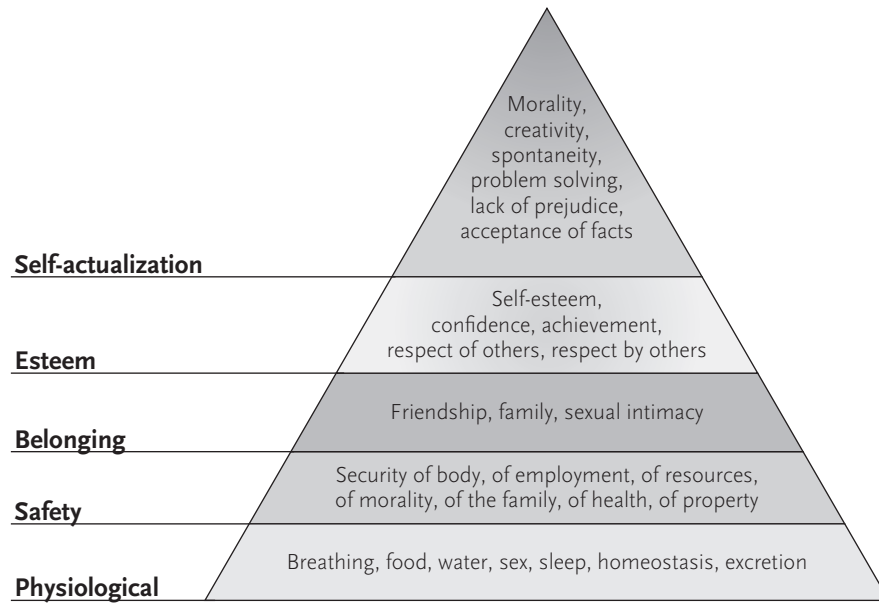 Morality,
creativity,
spontaneity,
problem solving,
lack of prejudice,
acceptance of facts
Self-actualization
Self-esteem,
confidence, achievement,
respect of others, respect by others
Esteem
Friendship, family, sexual intimacy
Belonging
Security of body, of employment, of resources,
of morality, of the family, of health, of property
Safety
Breathing, food, water, sex, sleep, homeostasis, excretion
Physiological